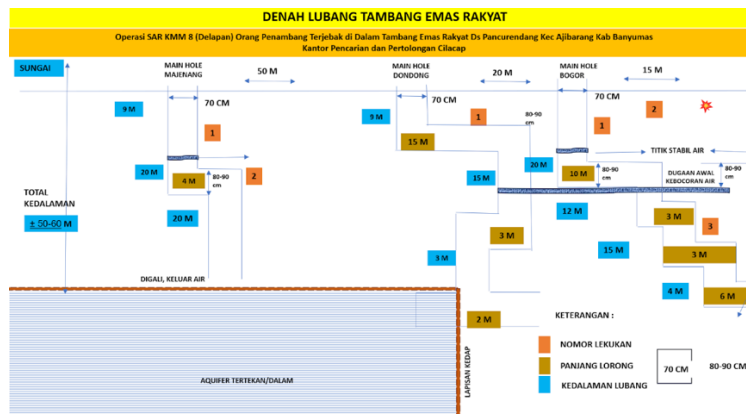 DENAH LUBANG TAMBANG EMAS RAKYAT
Operasi SAR KMM 8 (Delapan) Orang Penambang Terjebak di Dalam Tambang Emas Rakyat Ds Pancurendang Kec Ajibarang Kab Banyumas
Kantor Pencarian dan Pertolongan Cilacap
SUNGAI
MAIN HOLE
MAJENANG
50 M
MAIN HOLE
DONDONG
20 M
MAIN HOLE
BOGOR
15 M
9 M
70 CM
1
20 M
4 M
80-90
cm
2
20 M
TOTAL
KEDALAMAN
± 50-60 M
DIGALI, KELUAR AIR
9 M
70 CM
1
80-90
cm
15 M
15 M
3 M
3 M
2 M
70 CM
1
2
TITIK STABIL AIR
20 M
10 M
80-90
cm
DUGAAN AWAL
KEBOCORAN AIR
80-90
cm
12 M
3 M
3
15 M
3 M
4 M
6 M
AQUIFER TERTEKAN/DALAM
LAPISAN KEDAP
KETERANGAN :
NOMOR LEKUKAN
PANJANG LORONG
KEDALAMAN LUBANG
70 CM
80-90 CM